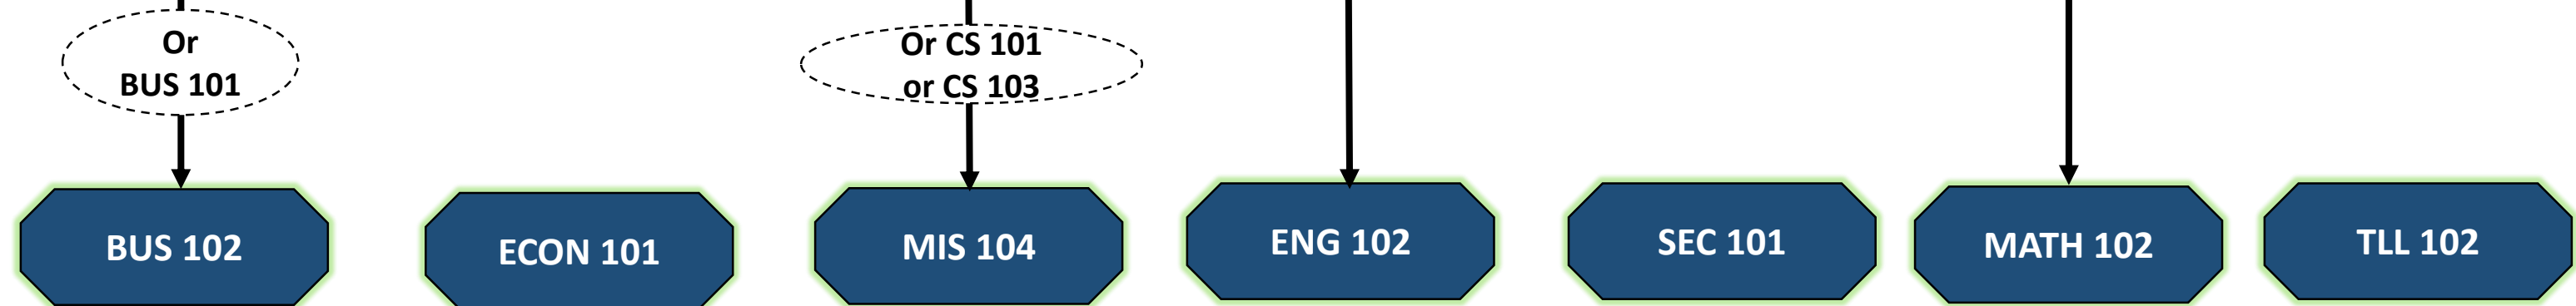 Or
BUS 101
Or CS 101
or CS 103
BUS 102
ECON 101
MIS 104
ENG 102
SEC 101
MATH 102
TLL 102